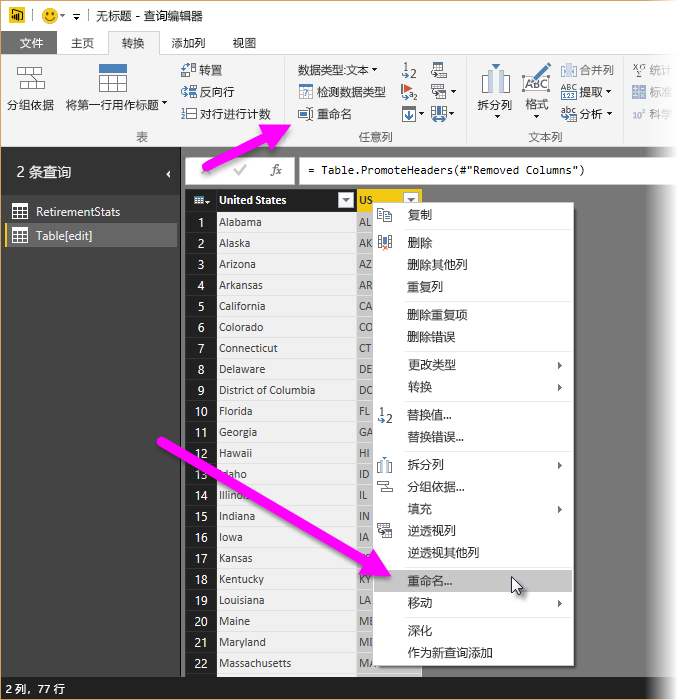 无标题 - 查询编辑器
文件 主页 转换 添加列 视图
分组依据
将第一行用作标题
转置
反向行
对行进行计数
表
数据类型:文本
检测数据类型
重命名
任意列
拆分列
格式
合并列
提取
分析
文本列
统计
标准
科学
2 条查询
RetirementStats
Table[edit]
fx = Table.PromoteHeaders(#"Removed Columns")
United States US
1 Alabama AL
2 Alaska AK
3 Arizona AZ
4 Arkansas AR
5 California CA
6 Colorado CO
7 Connecticut CT
8 Delaware DE
9 District of Columbia DC
10 Florida FL
11 Georgia GA
12 Hawaii HI
13 Idaho ID
14 Illinois IL
15 Indiana IN
16 Iowa IA
17 Kansas
18 Kentucky KY
19 Louisiana LA
20 Maine ME
21 Maryland MD
22 Massachusetts MA
复制
删除
删除其他列
重复列
删除重复项
删除错误
更改类型
转换
替换值...
替换错误...
拆分列
分组依据...
填充
逆透视列
逆透视其他列
重命名...
移动
深化
作为新查询添加
2 列，77 行